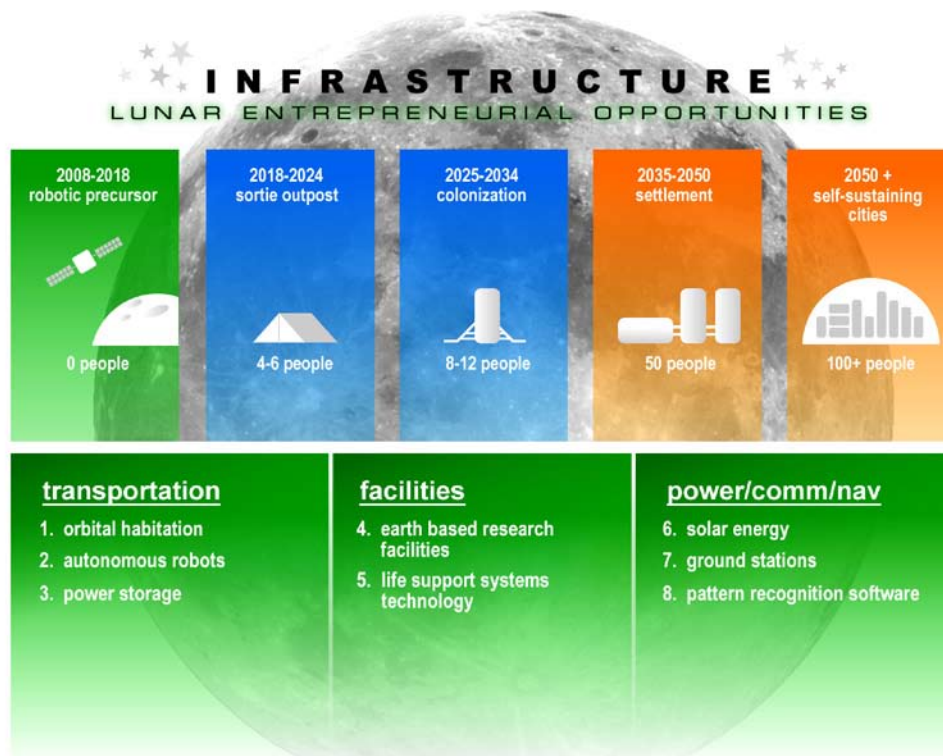 INFRASTRUCTURE
LUNAR ENTREPRENEURIAL OPPORTUNITIES
2008-2018
robotic precursor
0 people
2018-2024
sortie outpost
4-6 people
2025-2034
colonization
8-12 people
2035-2050
settlement
50 people
2050 +
self-sustaining
cities
100+ people
transportation
1. orbital habitation
2. autonomous robots
3. power storage
facilities
4. earth based research
facilities
5. life support systems
technology
power/comm/nav
6. solar energy
7. ground stations
8. pattern recognition software